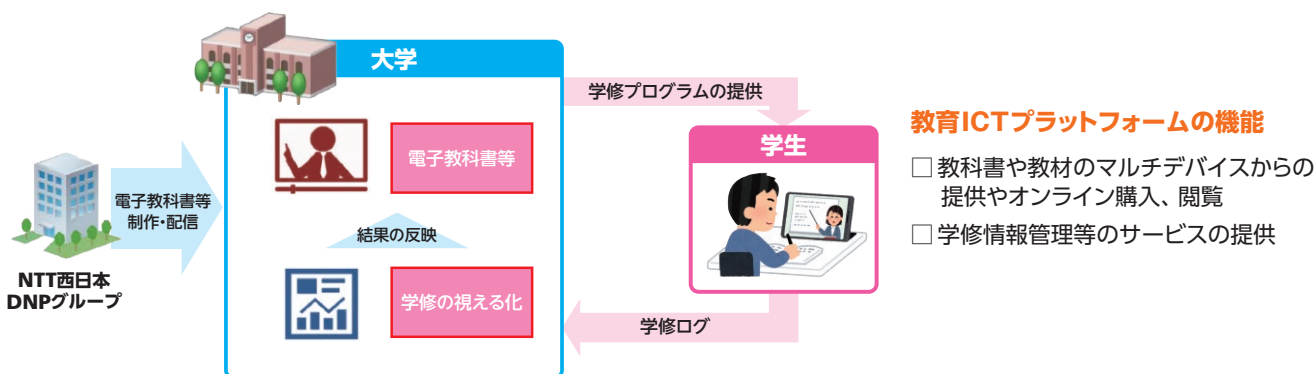 大学
学修プログラムの提供
学生
電子教科書等
電子教科書等
制作・配信
結果の反映
学修の視える化
学修ログ
NTT西日本
DNPグループ
教育ICTプラットフォームの機能
□ 教科書や教材のマルチデバイスからの
提供やオンライン購入、閲覧
□ 学修情報管理等のサービスの提供